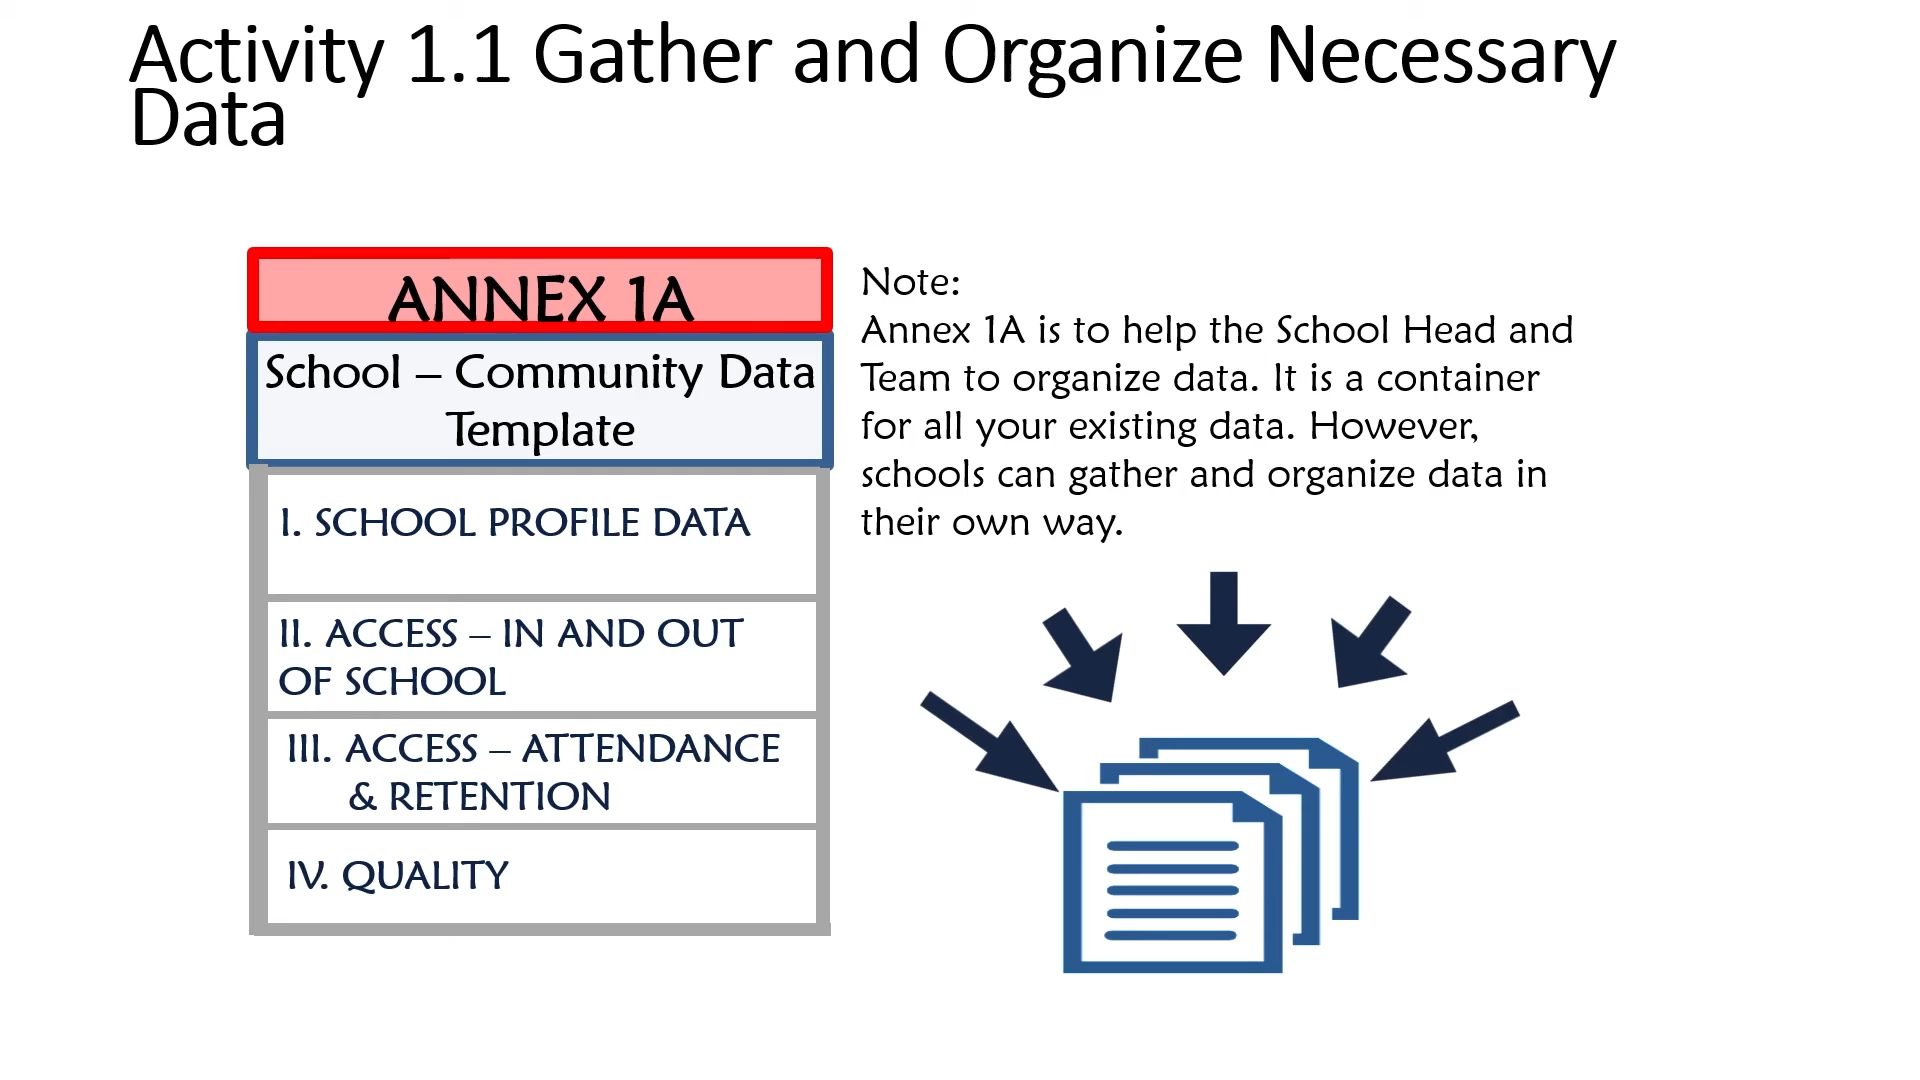 Activity 1.1 Gather and Organize Necessary
Data
ANNEX 1A
School – Community Data
Template
I. SCHOOL PROFILE DATA
II. ACCESS – IN AND OUT
OF SCHOOL
III. ACCESS – ATTENDANCE
& RETENTION
IV. QUALITY
Note:
Annex 1A is to help the School Head and
Team to organize data. It is a container
for all your existing data. However,
schools can gather and organize data in
their own way.